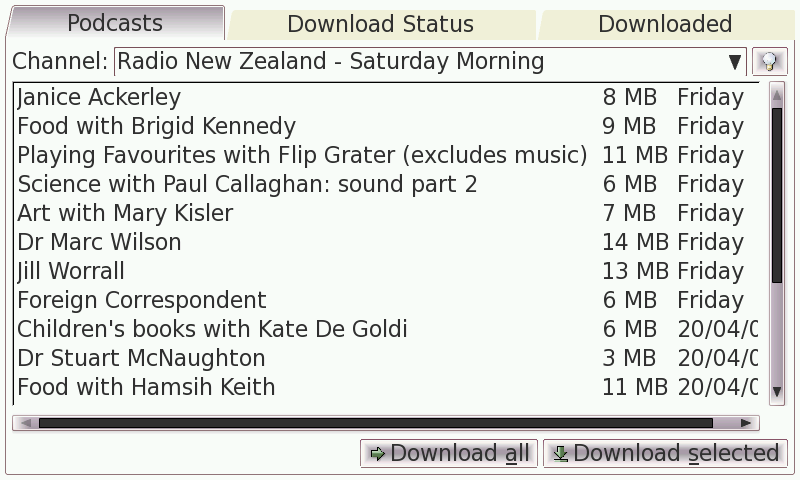 Podcasts Download Status Downloaded
Channel: Radio New Zealand - Saturday Morning
Janice Ackerley 8 MB Friday
Food with Brigid Kennedy 9 MB Friday
Playing Favourites with Flip Grater (excludes music) 11 MB Friday
Science with Paul Callaghan: sound part 2 6 MB Friday
Art with Mary Kisler 7 MB Friday
Dr Marc Wilson 14 MB Friday
Jill Worrall 13 MB Friday
Foreign Correspondent 6 MB Friday
Children's books with Kate De Goldi 6 MB 20/04/0
Dr Stuart McNaughton 3 MB 20/04/0
Food with Hamsih Keith 11 MB 20/04/0
Download all Download selected